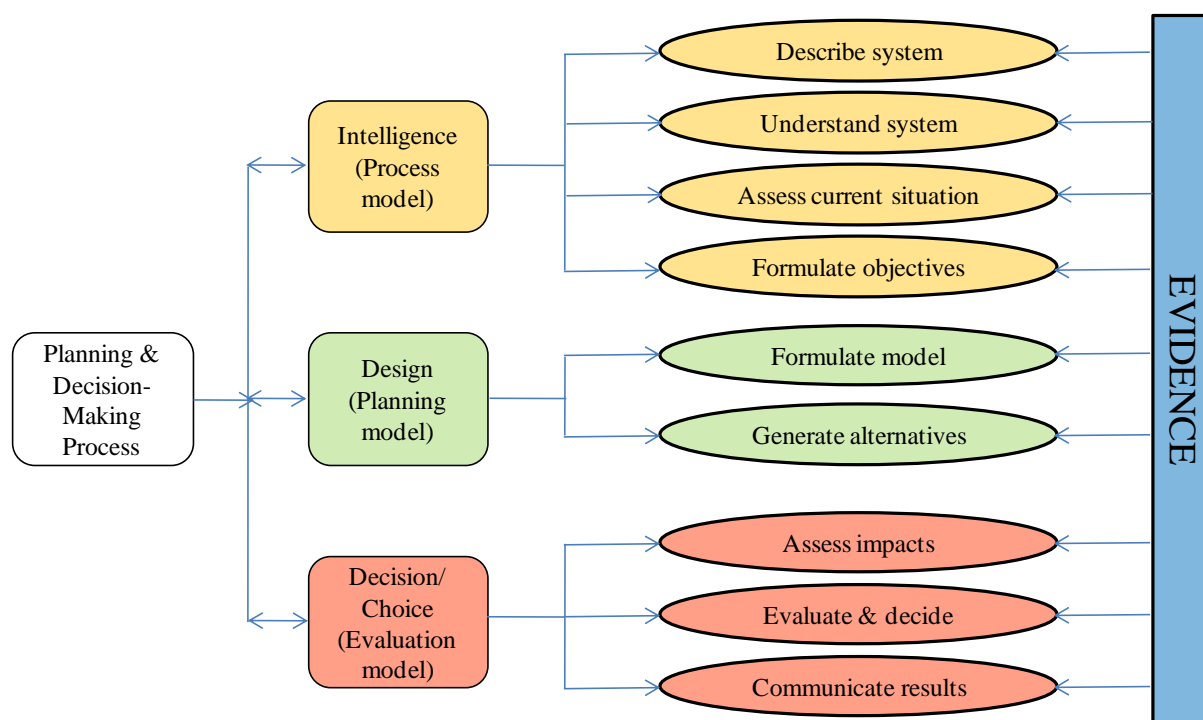 Planning &
Decision-
Making
Process
Intelligence
(Process
model)
Describe system
Understand system
Assess current situation
Formulate objectives
Design
(Planning
model)
Formulate model
Generate alternatives
Decision/
Choice
(Evaluation
model)
Assess impacts
Evaluate & decide
Communicate results
EVIDENCE